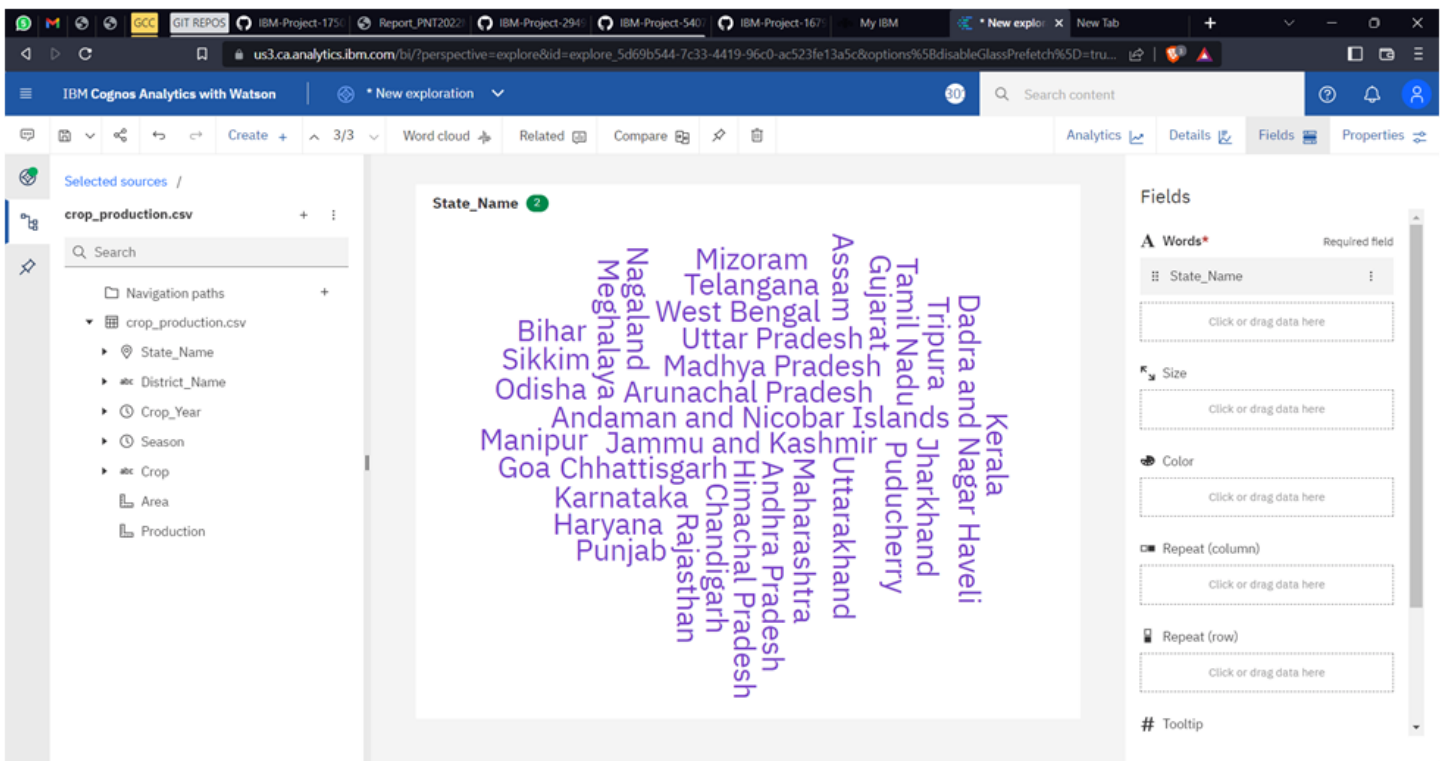 GCC GIT REPOS IBM-Project-1750 Report_PNT2022 IBM-Project-2949 IBM-Project-5407 IBM-Project-1679 My IBM * New explor New Tab
us3.ca.analytics.ibm.com/bi/?perspective=explore&id=explore_5d69b544-7c33-4419-96c0-ac523fe13a5c&options%5BdisableGlassPrefetch%5D=tru...
IBM Cognos Analytics with Watson * New exploration Search content
Create + 3/3 Word cloud Related Compare Analytics Details Fields Properties
Selected sources /
crop_production.csv
Search
Navigation paths
crop_production.csv
State_Name
District_Name
Crop_Year
Season
Crop
Area
Production
State_Name 2
Mizoram
Telangana
West Bengal
Bihar
Uttar Pradesh
Sikkim
Madhya Pradesh
Odisha
Arunachal Pradesh
Andaman and Nicobar Islands
Manipur
Jammu and Kashmir
Goa
Chhattisgarh
Karnataka
Haryana
Punjab
Nagaland
Meghalaya
Assam
Gujarat
Tamil Nadu
Tripura
Dadra and Nagar Haveli
Kerala
Rajasthan
Chandigarh
Himachal Pradesh
Andhra Pradesh
Maharashtra
Uttarakhand
Puducherry
Jharkhand
Fields
Words* Required field
State_Name
Click or drag data here
Size
Click or drag data here
Color
Click or drag data here
Repeat (column)
Click or drag data here
Repeat (row)
Click or drag data here
Tooltip